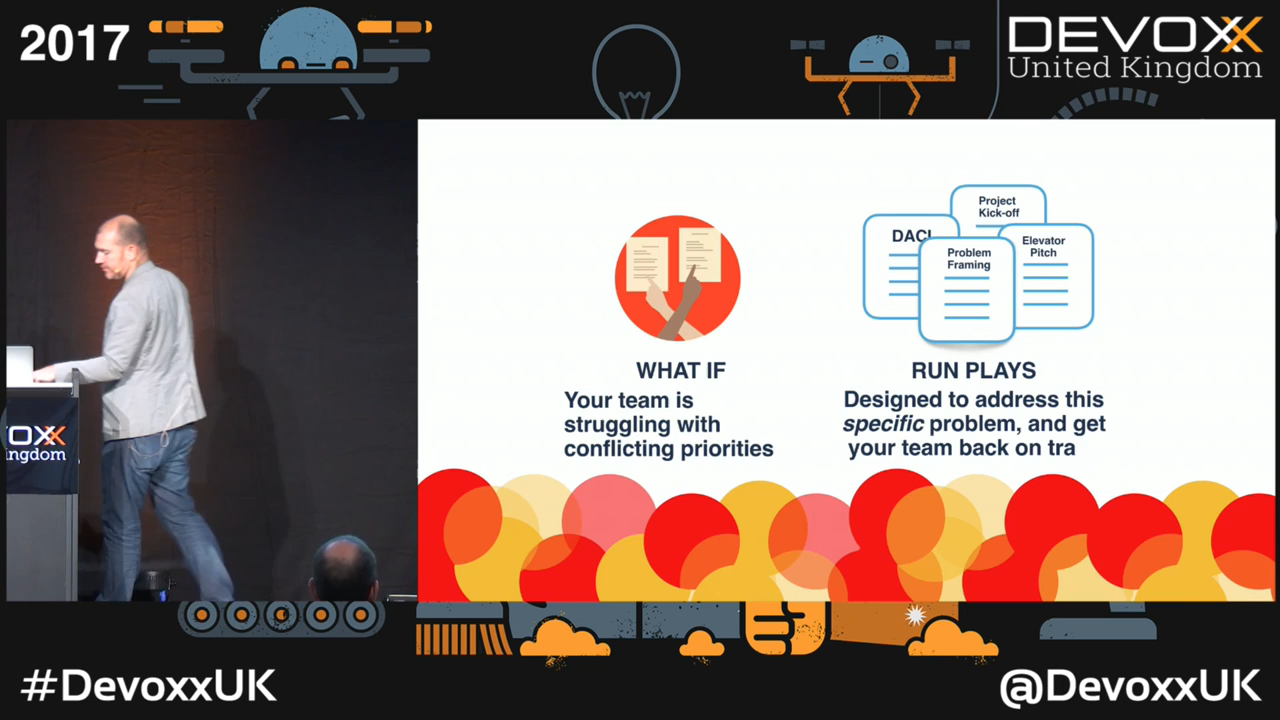 2017
DEVOXX
United Kingdom
Project
Kick-off
DACI
Elevator
Pitch
Problem
Framing
WHAT IF
Your team is
struggling with
conflicting priorities
RUN PLAYS
Designed to address this
specific problem, and get
your team back on tra
VOXX
ingdom
#DevoxxUK
@DevoxxUK